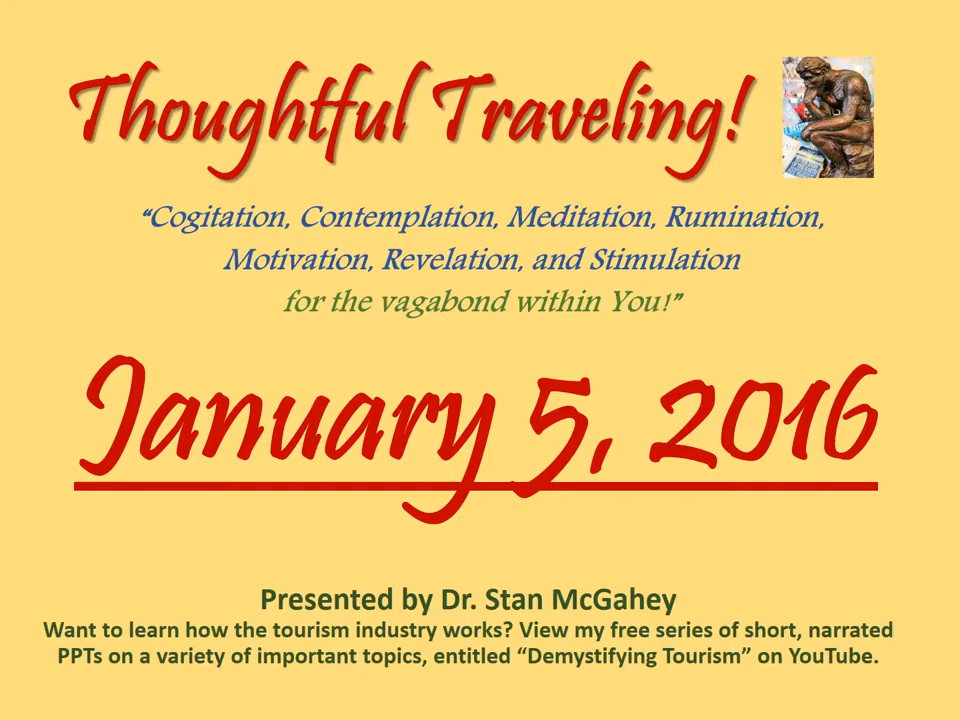 Thoughtful Traveling!
“Cogitation, Contemplation, Meditation, Rumination,
Motivation, Revelation, and Stimulation
for the vagabond within You!”
January 5, 2016
Presented by Dr. Stan McGahey
Want to learn how the tourism industry works? View my free series of short, narrated
PPTs on a variety of important topics, entitled “Demystifying Tourism” on YouTube.